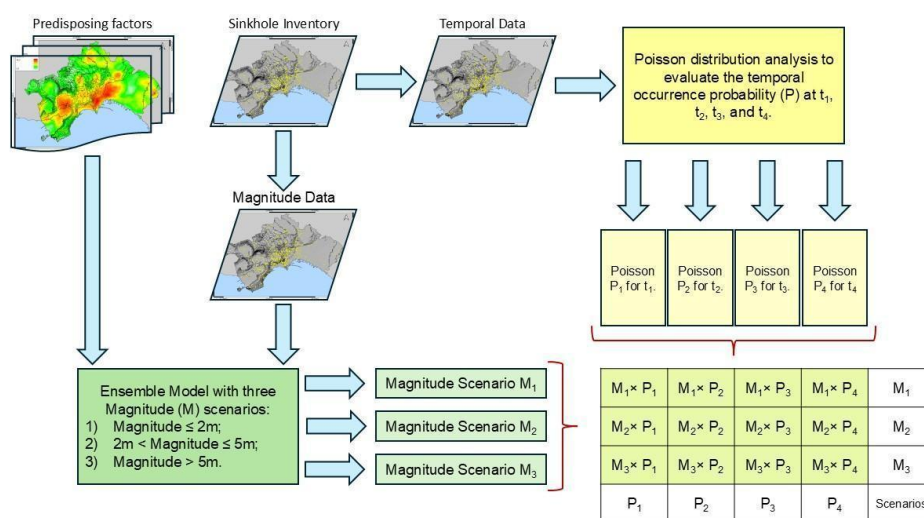 Predisposing factors
Sinkhole Inventory
Temporal Data
Poisson distribution analysis to
evaluate the temporal
occurrence probability (P) at t₁,
t₂, t₃, and t₄.
Magnitude Data
Poisson
P₁ for t₁.
Poisson
P₂ for t₂.
Poisson
P₃ for t₃.
Poisson
P₄ for t₄
Ensemble Model with three
Magnitude (M) scenarios:
1) Magnitude ≤ 2m;
2) 2m < Magnitude ≤ 5m;
3) Magnitude > 5m.
Magnitude Scenario M₁
Magnitude Scenario M₂
Magnitude Scenario M₃
M₁× P₁ M₁× P₂ M₁× P₃ M₁× P₄ M₁
M₂× P₁ M₂× P₂ M₂× P₃ M₂× P₄ M₂
M₃× P₁ M₃× P₂ M₃× P₃ M₃× P₄ M₃
P₁ P₂ P₃ P₄ Scenarios